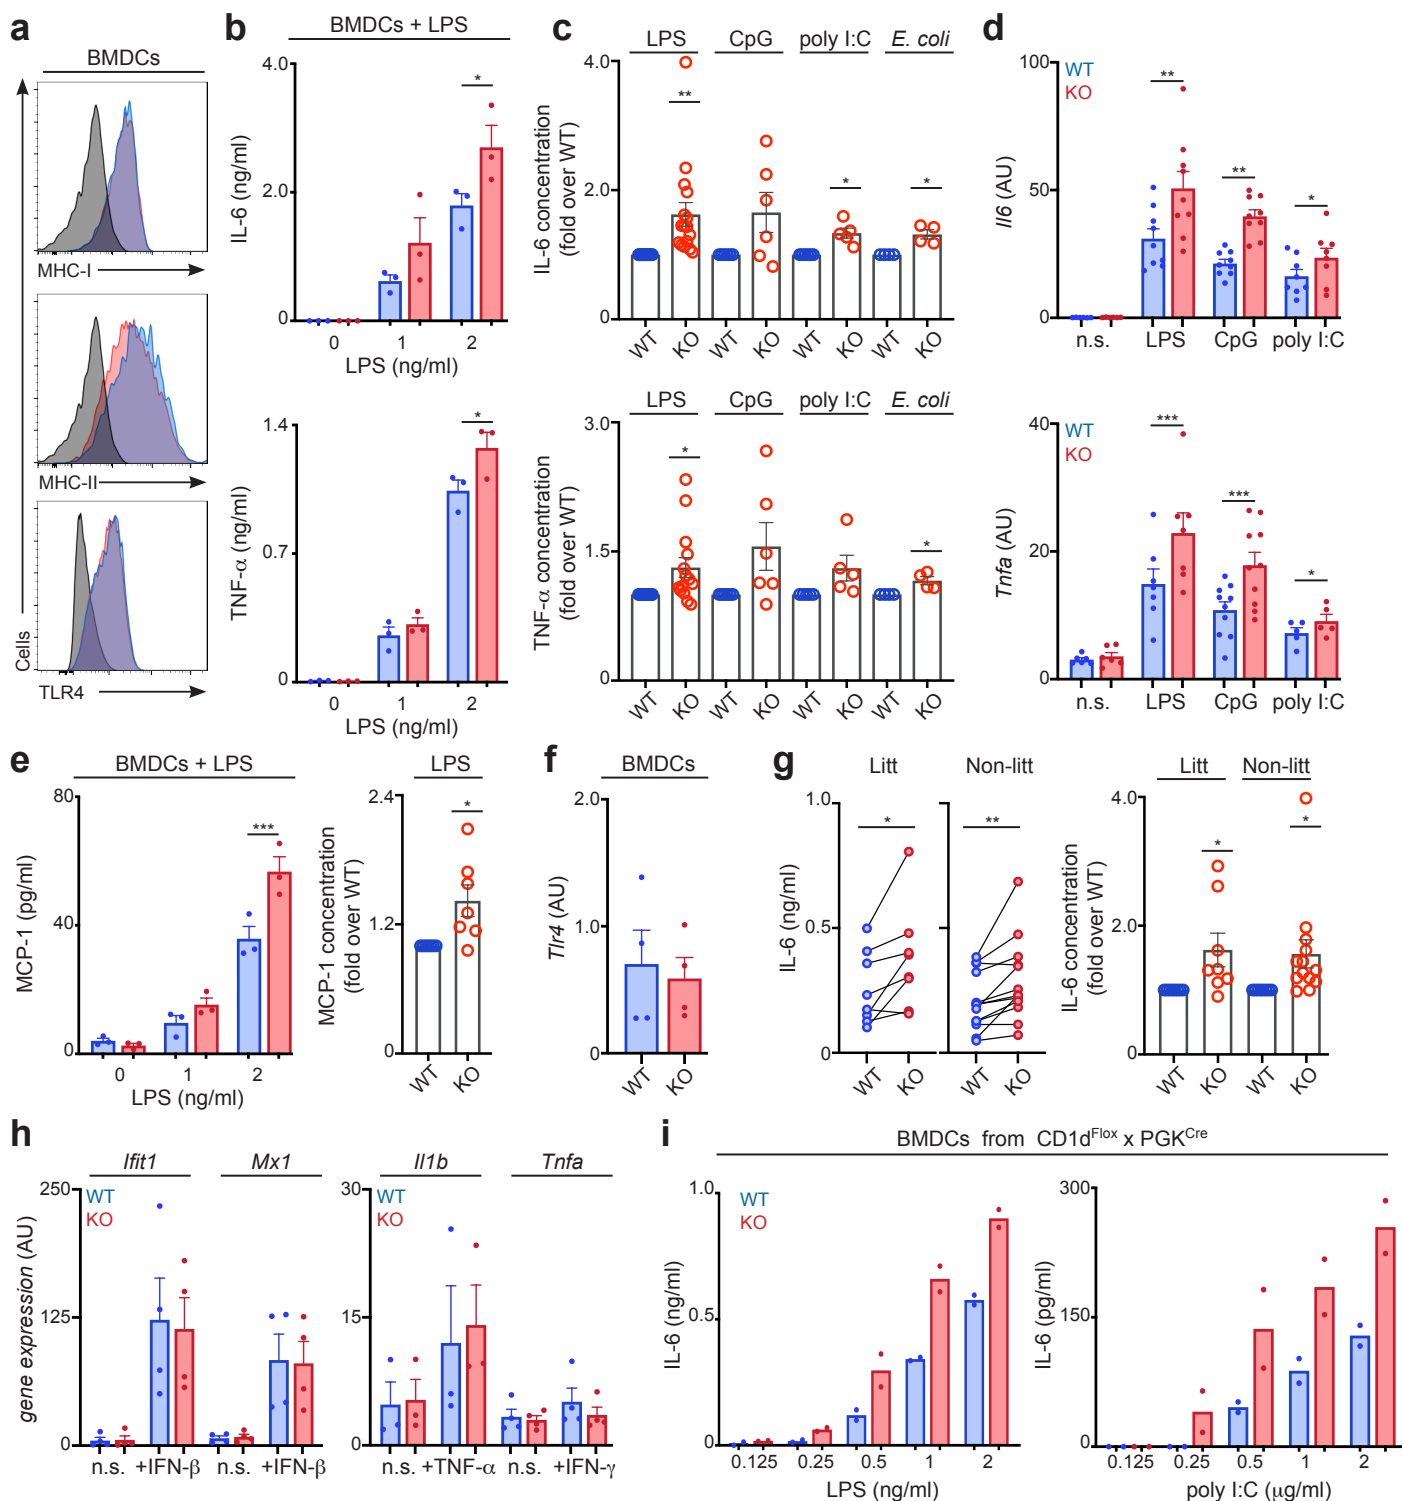 a
BMDCs
MHC-I
MHC-II
Cells
TLR4
b
BMDCs + LPS
IL-6 (ng/ml)
4.0
2.0
0
*
0 1 2
LPS (ng/ml)
TNF-α (ng/ml)
1.4
0.7
0
*
0 1 2
LPS (ng/ml)
c
LPS CpG poly I:C E. coli
IL-6 concentration
(fold over WT)
4.0
2.0
0
** * *
WT KO WT KO WT KO WT KO
LPS CpG poly I:C E. coli
TNF-α concentration
(fold over WT)
3.0
1.5
0
* *
WT KO WT KO WT KO WT KO
d
WT
KO
Il6 (AU)
100
50
0
** ** *
n.s. LPS CpG poly I:C
WT
KO
Tnfa (AU)
40
20
0
*** *** *
n.s. LPS CpG poly I:C
e
BMDCs + LPS
MCP-1 (pg/ml)
80
40
0
***
0 1 2
LPS (ng/ml)
LPS
MCP-1 concentration
(fold over WT)
2.4
1.2
0
*
WT KO
f
BMDCs
Tlr4 (AU)
2.0
1.0
0
WT KO
g
Litt Non-litt
IL-6 (ng/ml)
1.0
0.5
0
* **
WT KO WT KO
Litt Non-litt
IL-6 concentration
(fold over WT)
4.0
2.0
0
* *
WT KO WT KO
h
Ifit1 Mx1
WT
KO
gene expression (AU)
250
125
0
n.s. +IFN-β n.s. +IFN-β
Il1b Tnfa
WT
KO
30
15
0
n.s. +TNF-α n.s. +IFN-γ
i
BMDCs from CD1dFlox x PGKCre
WT
KO
IL-6 (ng/ml)
1.0
0.5
0
0.125 0.25 0.5 1 2
LPS (ng/ml)
IL-6 (pg/ml)
300
150
0
0.125 0.25 0.5 1 2
poly I:C (μg/ml)